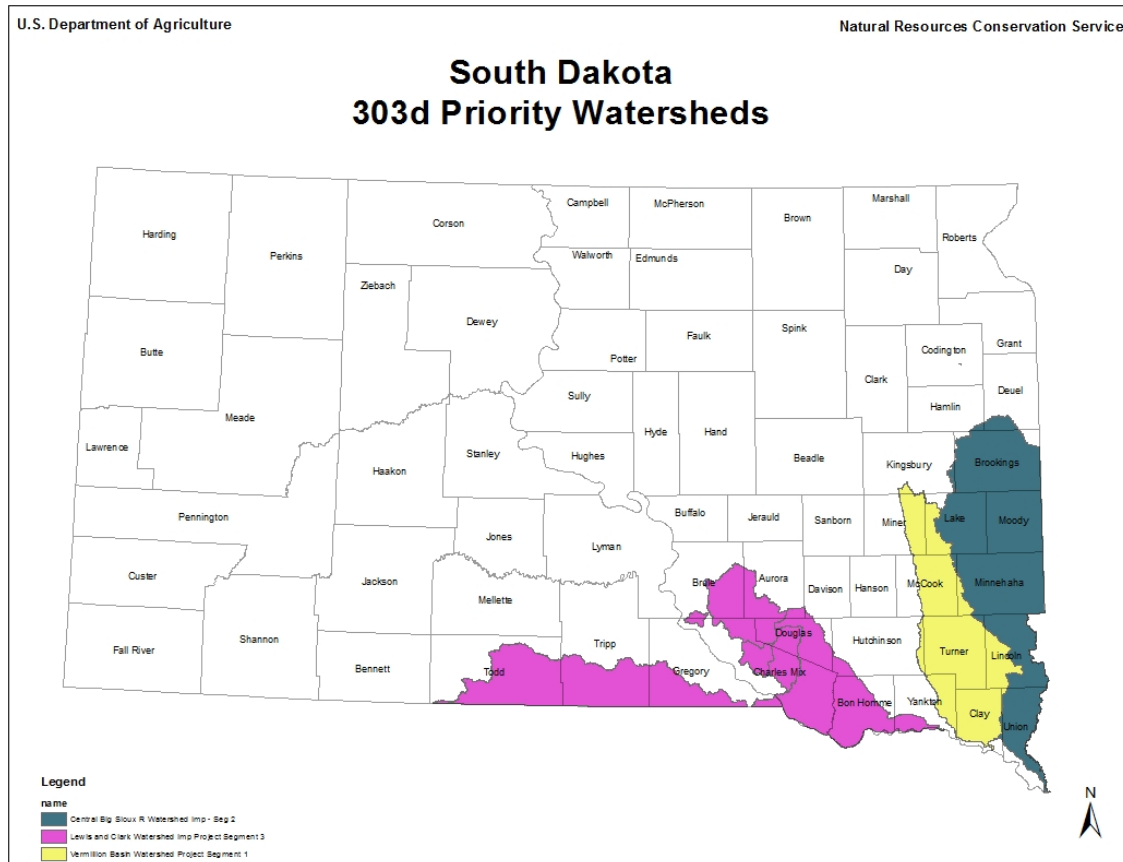 U.S. Department of Agriculture
Natural Resources Conservation Service
South Dakota
303d Priority Watersheds
Harding
Perkins
Corson
Campbell
McPherson
Brown
Marshall
Roberts
Walworth
Edmunds
Day
Ziebach
Dewey
Butte
Potter
Faulk
Spink
Codington
Grant
Clark
Deuel
Meade
Sully
Hamlin
Lawrence
Hyde
Hand
Stanley
Hughes
Beadle
Kingsbury
Brookings
Haakon
Pennington
Buffalo
Jerauld
Sanborn
Miner
Lake
Moody
Jones
Lyman
Custer
Jackson
Mellette
Brule
Aurora
Davison
Hanson
McCook
Minnehaha
Fall River
Shannon
Bennett
Todd
Tripp
Gregory
Douglas
Charles Mix
Hutchinson
Turner
Lincoln
Bon Homme
Yankton
Clay
Union
Legend
name
Central Big Sioux R Watershed Imp - Seg 2
Lewis and Clark Watershed Imp Project Segment 3
Vermillion Basin Watershed Project Segment 1
N